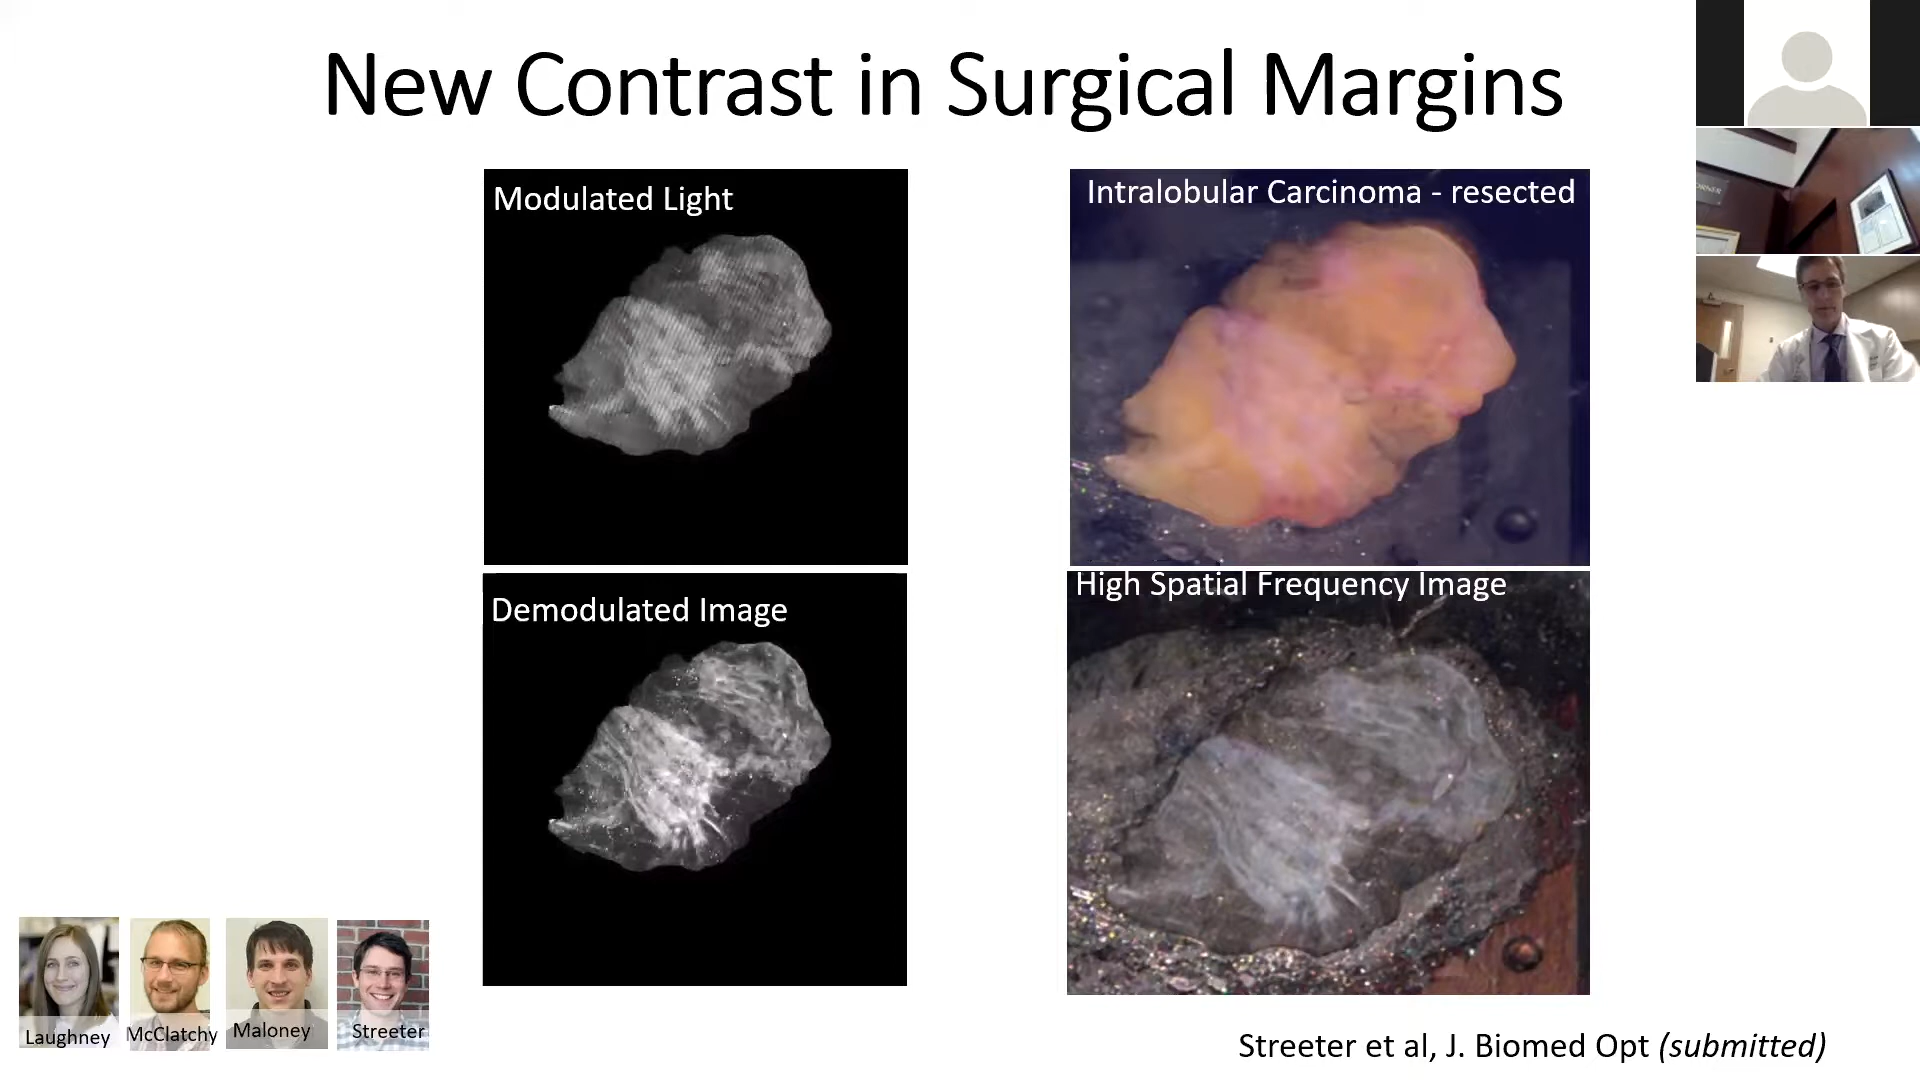 New Contrast in Surgical Margins
Modulated Light
Intralobular Carcinoma - resected
Demodulated Image
High Spatial Frequency Image
Laughney
McClatchy
Maloney
Streeter
Streeter et al, J. Biomed Opt (submitted)